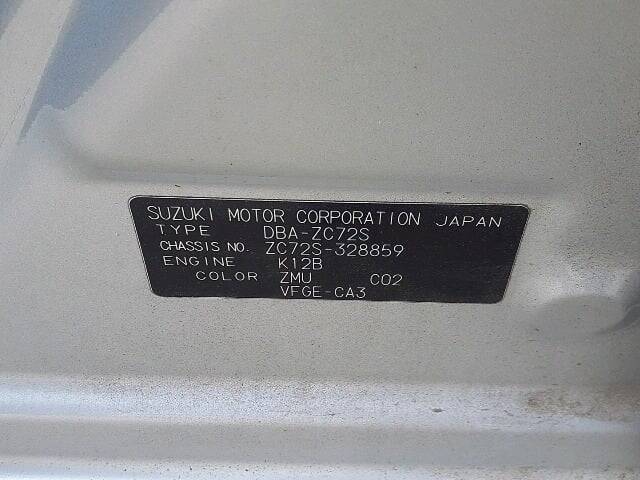 SUZUKI MOTOR CORPORATION JAPAN
TYPE DBA-ZC72S
CHASSIS NO. ZC72S-328859
ENGINE K12B
COLOR ZMU C02
VFGE-CA3